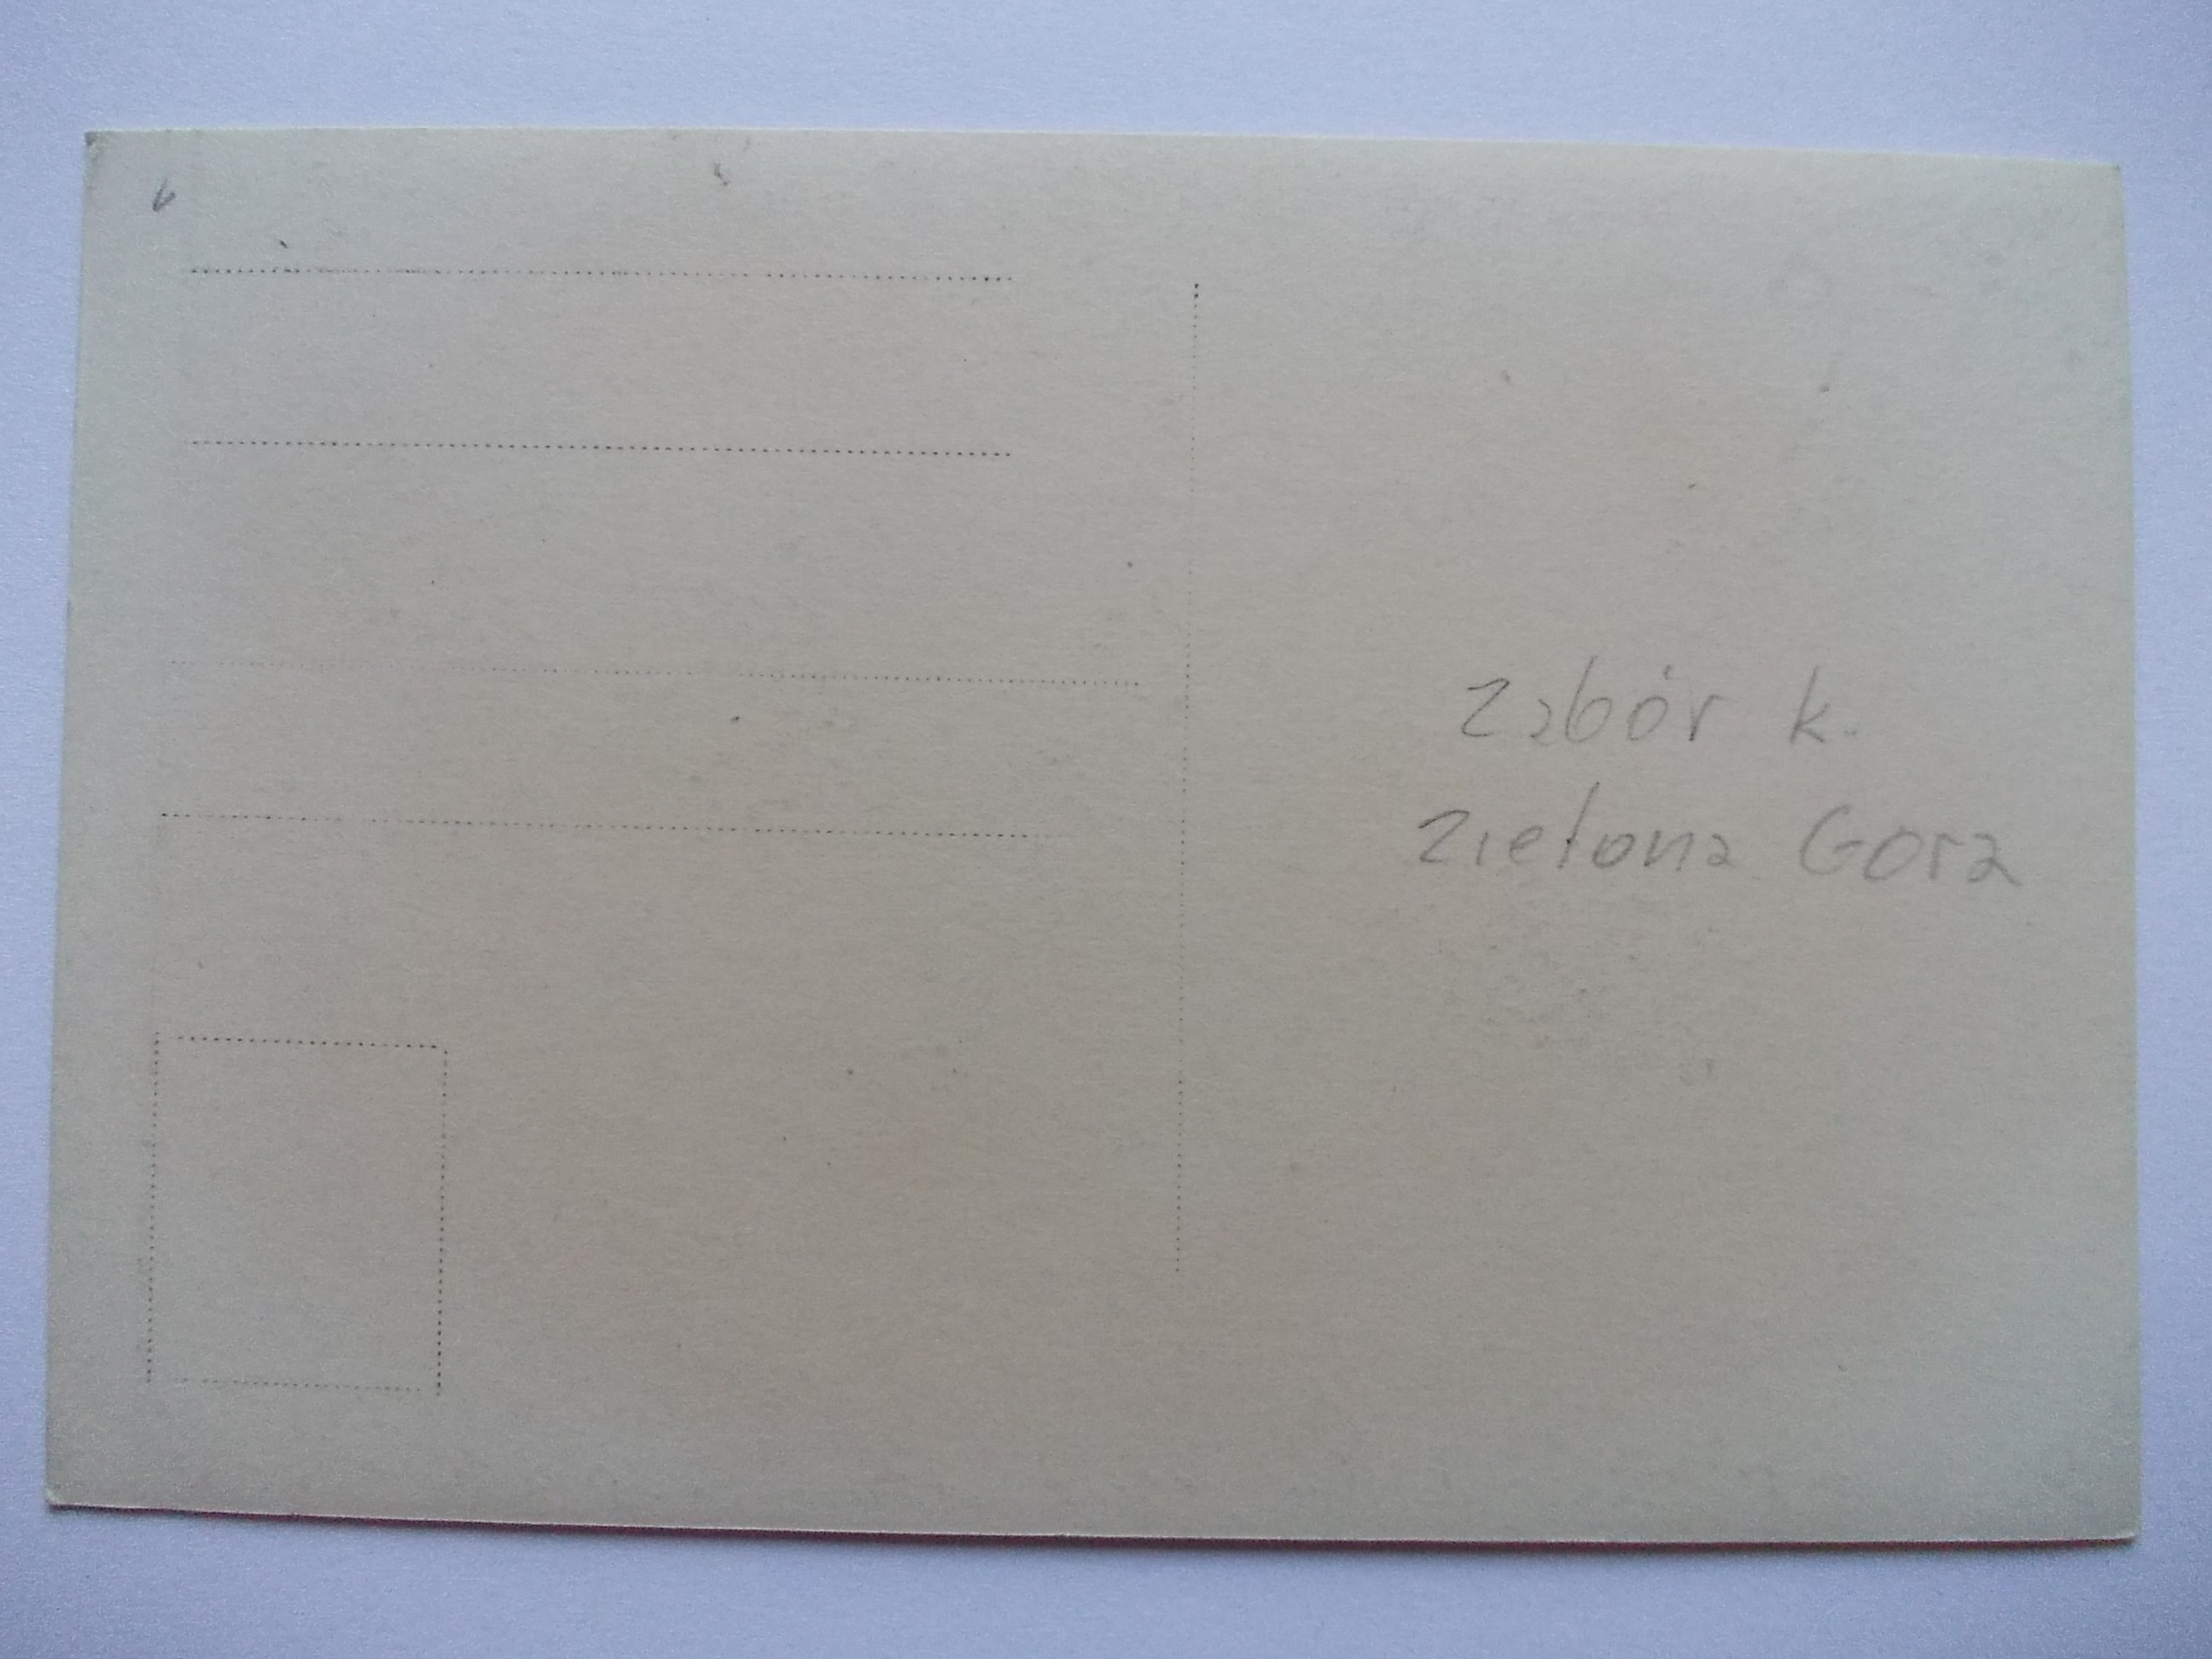 Zabór k.
Zielona Gora